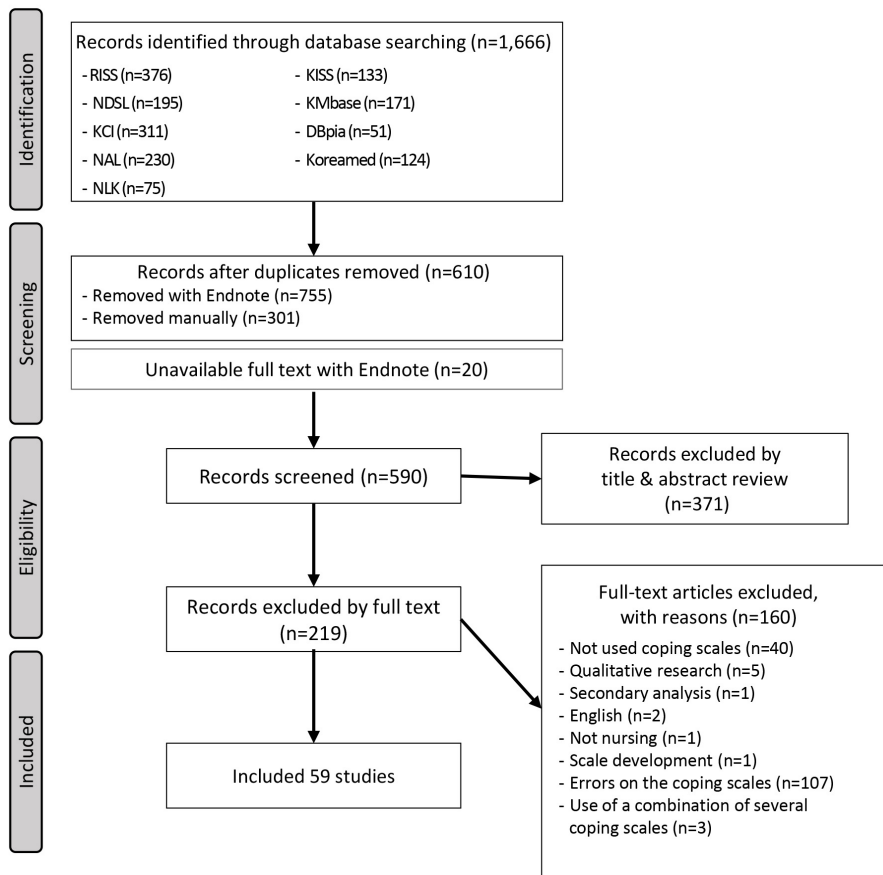 Identification
Records identified through database searching (n=1,666)
- RISS (n=376)
- NDSL (n=195)
- KCI (n=311)
- NAL (n=230)
- NLK (n=75)
- KISS (n=133)
- KMbase (n=171)
- DBpia (n=51)
- Koreamed (n=124)
Screening
Records after duplicates removed (n=610)
- Removed with Endnote (n=755)
- Removed manually (n=301)
Unavailable full text with Endnote (n=20)
Eligibility
Records screened (n=590)
Records excluded by
title & abstract review
(n=371)
Records excluded by full text
(n=219)
Full-text articles excluded,
with reasons (n=160)
- Not used coping scales (n=40)
- Qualitative research (n=5)
- Secondary analysis (n=1)
- English (n=2)
- Not nursing (n=1)
- Scale development (n=1)
- Errors on the coping scales (n=107)
- Use of a combination of several
coping scales (n=3)
Included
Included 59 studies